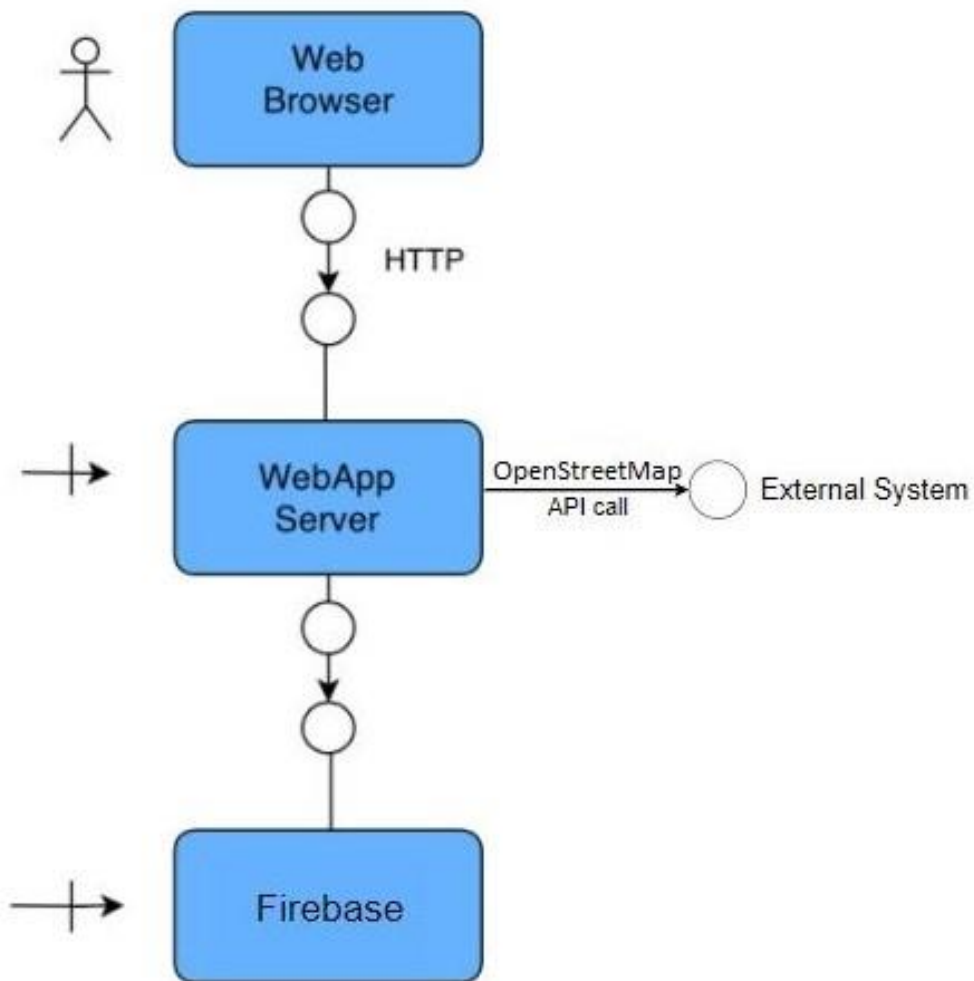 Web
Browser
HTTP
WebApp
Server
OpenStreetMap
API call
External System
Firebase